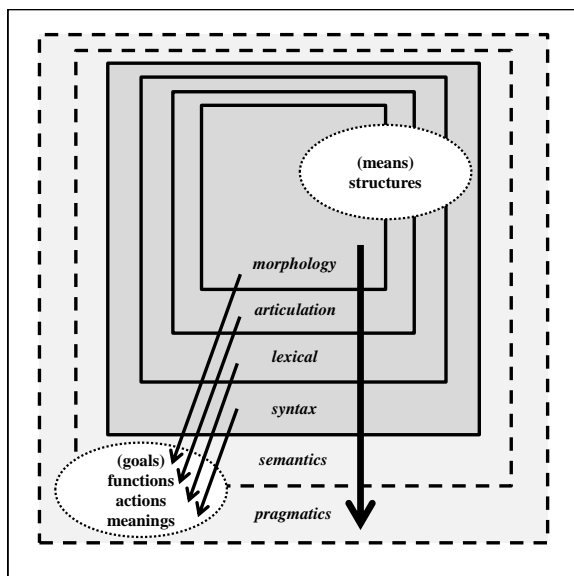 (means)
structures
morphology
articulation
lexical
syntax
(goals)
functions
actions
meanings
semantics
pragmatics